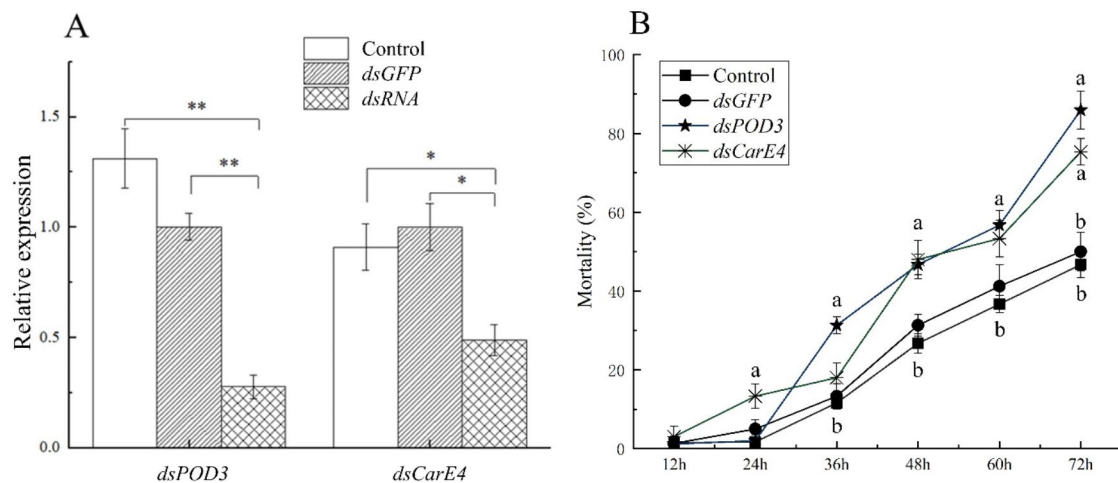 A
Control
dsGFP
dsRNA
Relative expression
1.5
1.0
0.5
0.0
**
**
*
*
dsPOD3
dsCarE4
B
Control
dsGFP
dsPOD3
dsCarE4
Mortality (%)
100
80
60
40
20
0
a
a
a
a
a
a
b
b
b
b
b
12h
24h
36h
48h
60h
72h